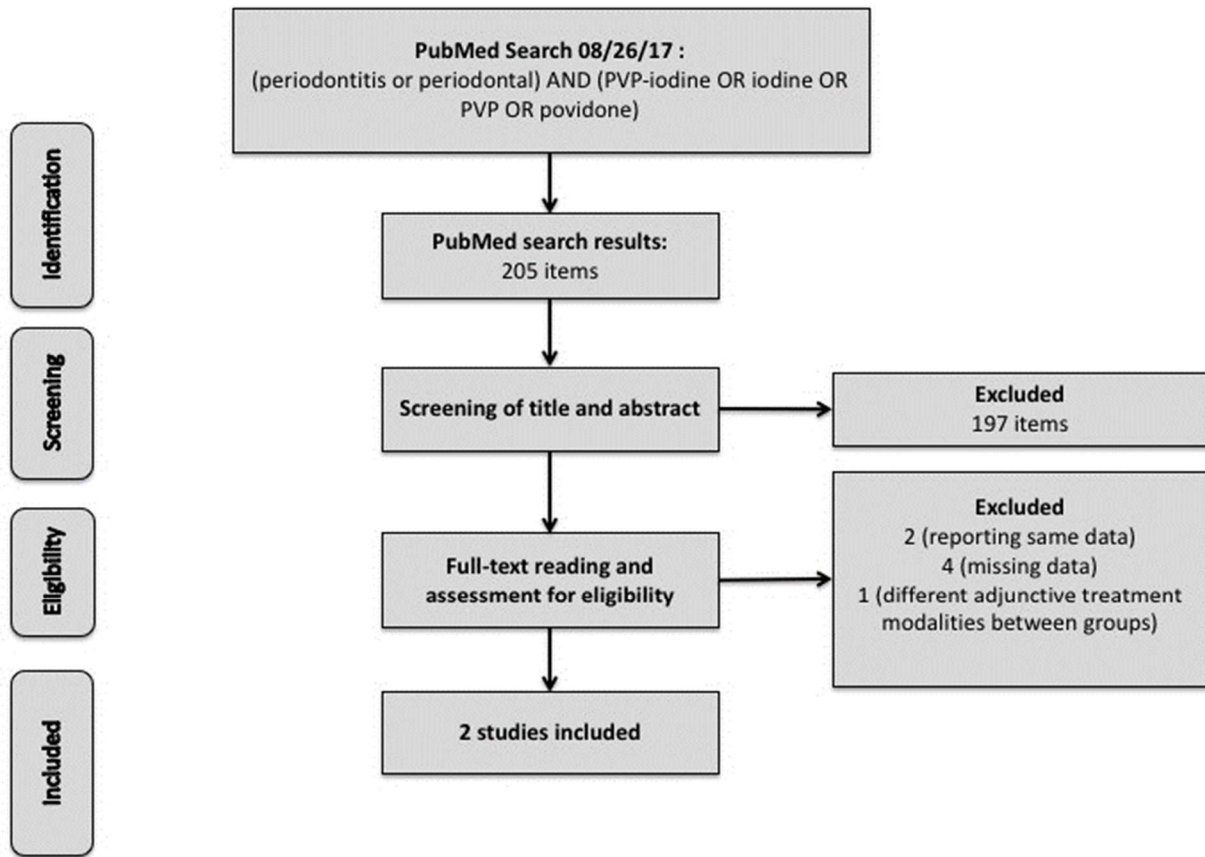 PubMed Search 08/26/17 :
(periodontitis or periodontal) AND (PVP-iodine OR iodine OR
PVP OR povidone)
Identification
PubMed search results:
205 items
Screening
Screening of title and abstract
Excluded
197 items
Eligibility
Full-text reading and
assessment for eligibility
Excluded
2 (reporting same data)
4 (missing data)
1 (different adjunctive treatment
modalities between groups)
Included
2 studies included